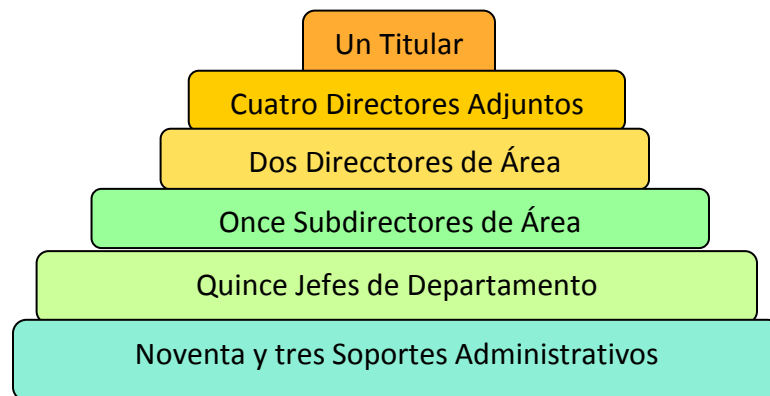 Un Titular
Cuatro Directores Adjuntos
Dos Direcctores de Área
Once Subdirectores de Área
Quince Jefes de Departamento
Noventa y tres Soportes Administrativos